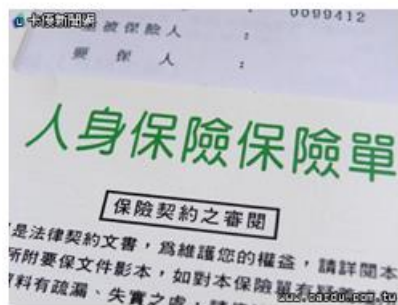 卡優新聞網
0099412
被保險人 :
要保人 :
人身保險保險單
保險契約之審閱
是法律契約文書，為維護您的權益，請詳閱本
所附要保文件影本，如對本保險單有疑義
料有疏漏、失實之處，請
www.cardu.com.tw